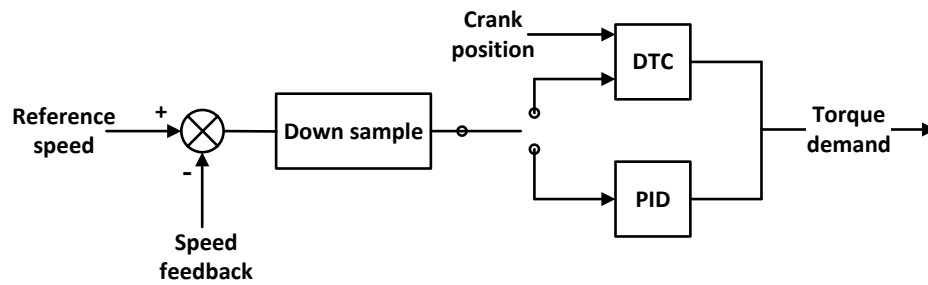 Crank
position
DTC
Reference
speed
+
-
Down sample
Torque
demand
PID
Speed
feedback